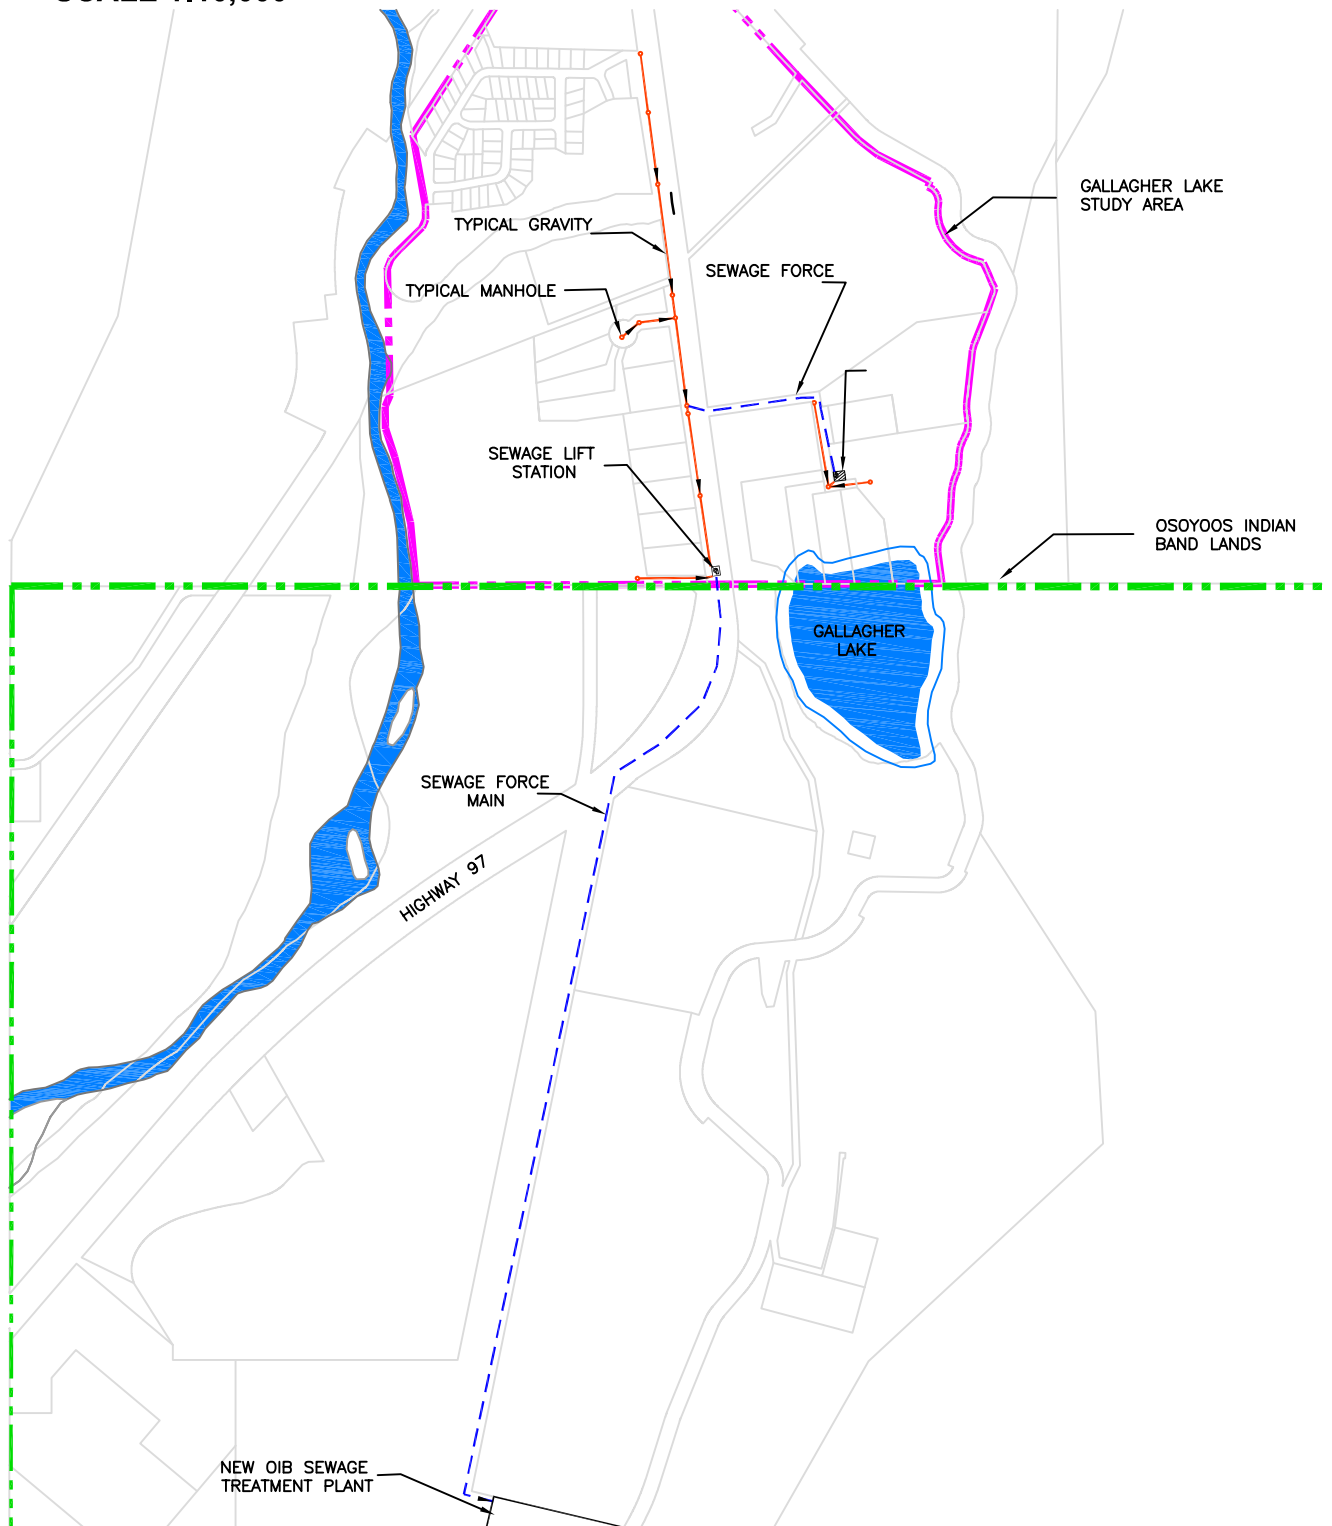 GALLAGHER LAKE
STUDY AREA
TYPICAL GRAVITY
SEWAGE FORCE
TYPICAL MANHOLE
SEWAGE LIFT
STATION
OSOYOOS INDIAN
BAND LANDS
GALLAGHER
LAKE
SEWAGE FORCE
MAIN
HIGHWAY 97
NEW OIB SEWAGE
TREATMENT PLANT